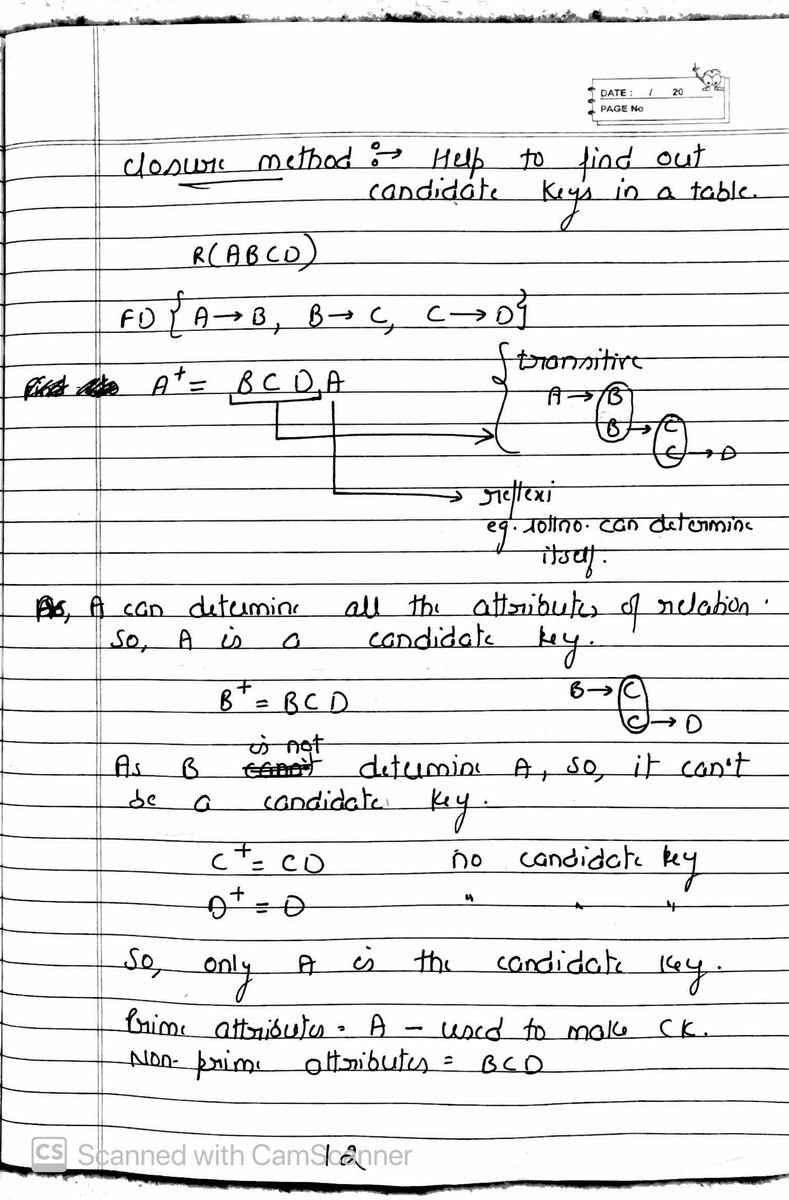 DATE : / 20
PAGE No
closure method :→ Help to find out
candidate keys in a table.
R(ABCD)
FD { A→B, B→C, C→D}
A⁺ = BCD,A
{transitive
A→B
B→C
C→D
reflexi
eg. rollno. can determine
itself.
As, A can determine all the attributes of relation.
So, A is a candidate key.
B⁺ = BCD
B→C
C→D
is not
As B determine A, so, it can't
be a candidate key.
C⁺ = CD no candidate key
D⁺ = D " " "
So, only A is the candidate key.
Prime attributes = A – used to make CK.
Non-prime attributes = BCD
12
CS Scanned with CamScanner